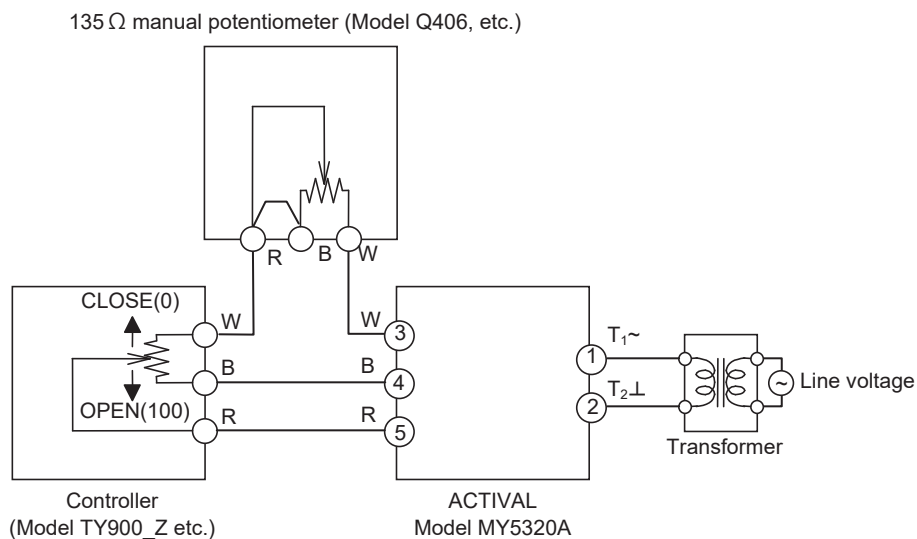 135 Ω manual potentiometer (Model Q406, etc.)
R
B
W
CLOSE(0)
OPEN(100)
W
B
R
W
B
R
3
4
5
1
2
T₁~
T₂⊥
~
Line voltage
Transformer
Controller
(Model TY900_Z etc.)
ACTIVAL
Model MY5320A